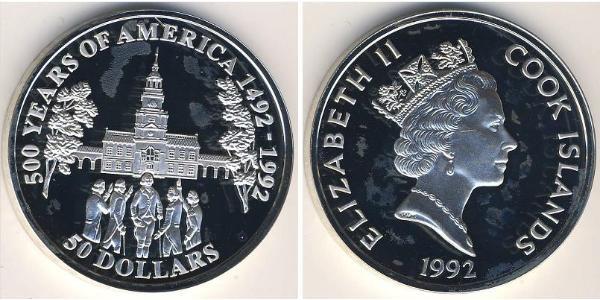 500 YEARS OF AMERICA 1492-1992
50 DOLLARS
ELIZABETH II
COOK ISLANDS
1992